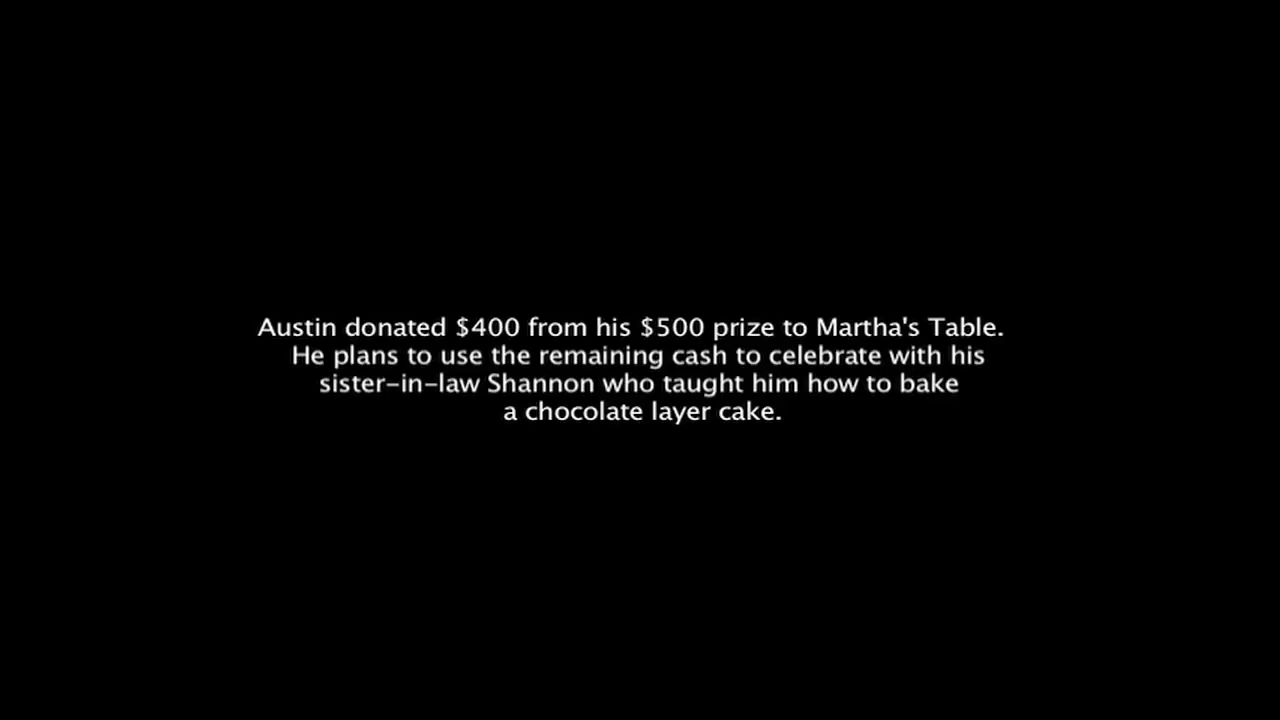 Austin donated $400 from his $500 prize to Martha's Table.
He plans to use the remaining cash to celebrate with his
sister-in-law Shannon who taught him how to bake
a chocolate layer cake.